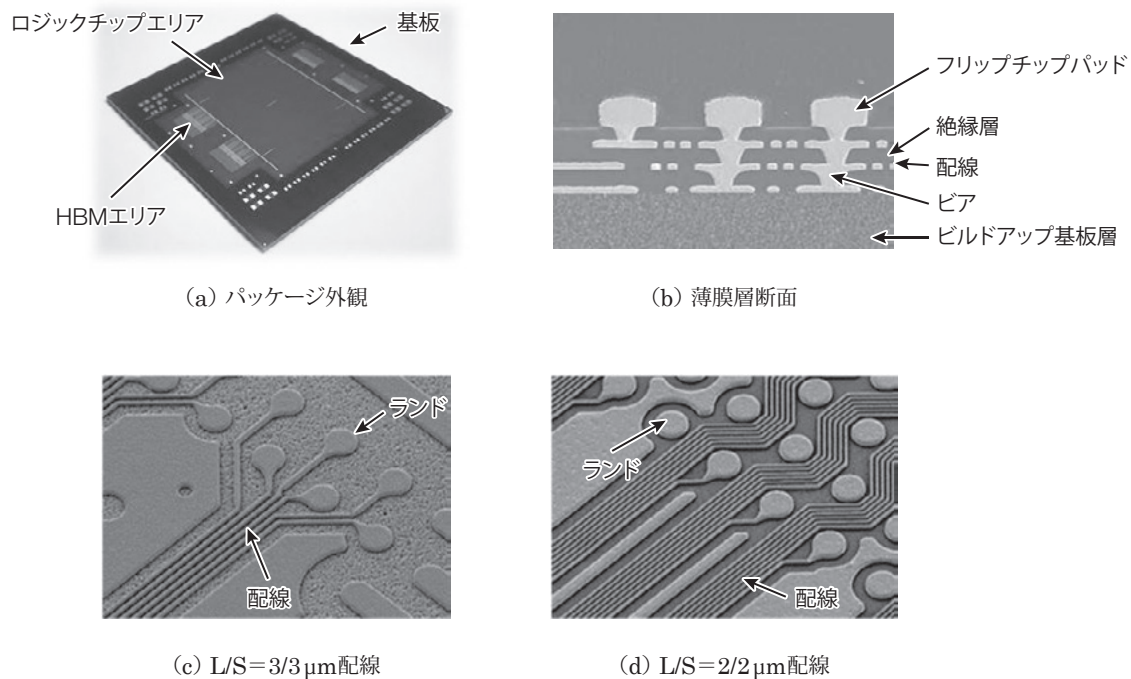 ロジックチップエリア
基板
HBMエリア
(a) パッケージ外観
フリップチップパッド
絶縁層
配線
ビア
ビルドアップ基板層
(b) 薄膜層断面
ランド
配線
(c) L/S=3/3μm配線
ランド
配線
(d) L/S=2/2μm配線